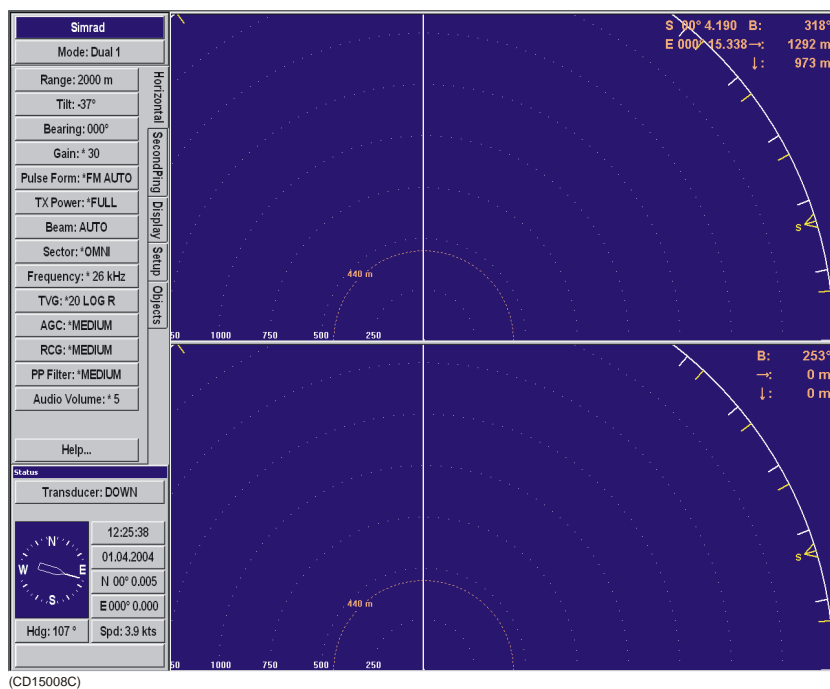 Simrad
Mode: Dual 1
Range: 2000 m
Tilt: -37°
Bearing: 000°
Gain: * 30
Pulse Form: *FM AUTO
TX Power: *FULL
Beam: AUTO
Sector: *OMNI
Frequency: * 26 kHz
TVG: *20 LOG R
AGC: *MEDIUM
RCG: *MEDIUM
PP Filter: *MEDIUM
Audio Volume: * 5
Help...
Horizontal
SecondPing
Display
Setup
Objects
Status
Transducer: DOWN
N
W E
S
12:25:38
01.04.2004
N 00° 0.005
E 000° 0.000
Hdg: 107 °
Spd: 3.9 kts
S 00° 4.190 B: 318°
E 000° 15.338 →: 1292 m
↓: 973 m
S
440 m
50 1000 750 500 250
B: 253°
→: 0 m
↓: 0 m
S
440 m
50 1000 750 500 250
(CD15008C)